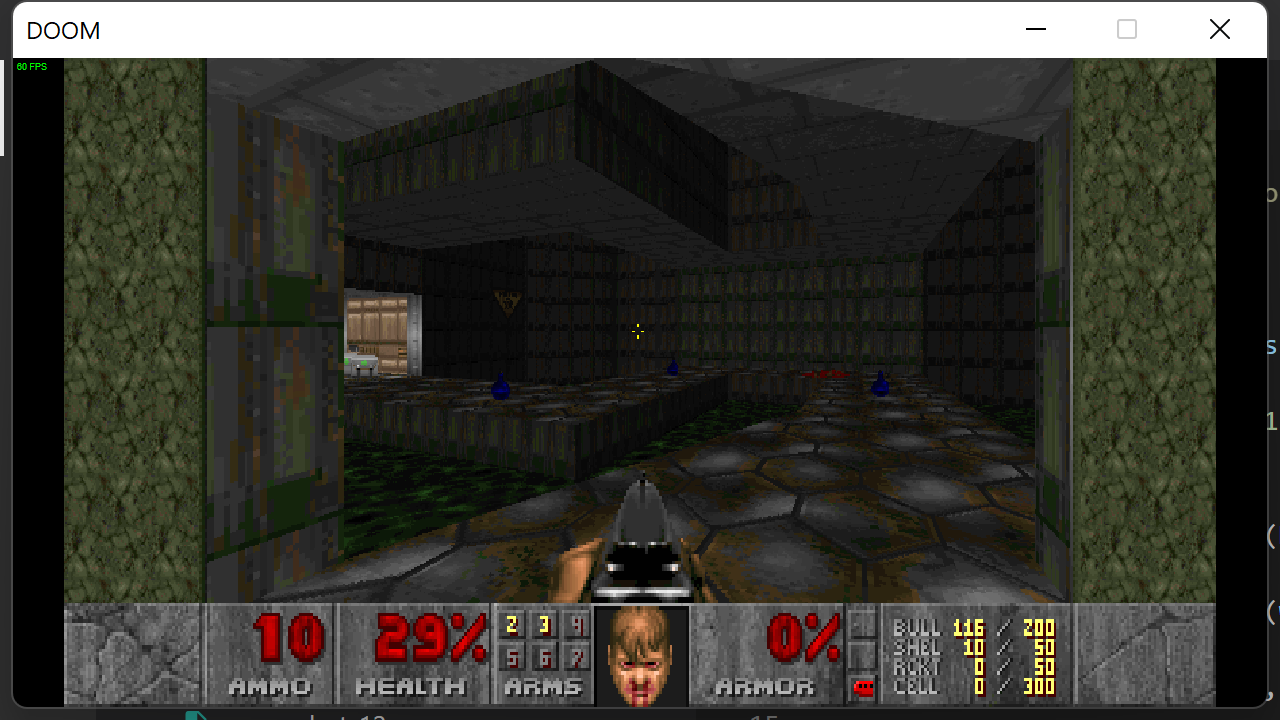 DOOM
60 FPS
10 29% 2 3 4 0% BULL 116 / 200
SHEL 10 / 50
5 6 7 RCKT 0 / 50
AMMO HEALTH ARMS ARMOR CELL 0 / 300